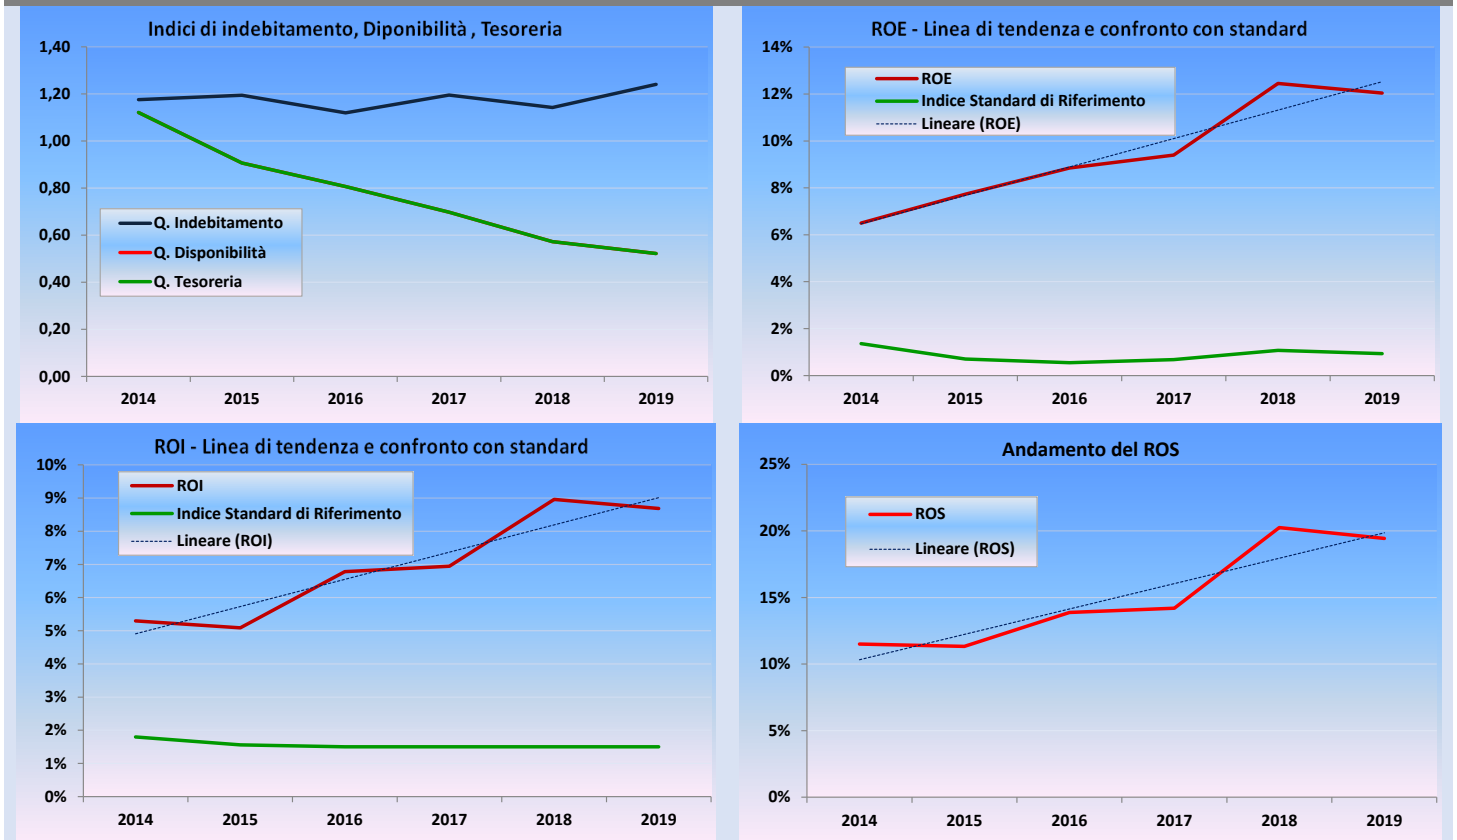 Indici di indebitamento, Diponibilità , Tesoreria
1,40
1,20
1,00
0,80
0,60
0,40
0,20
0,00
Q. Indebitamento
Q. Disponibilità
Q. Tesoreria
2014 2015 2016 2017 2018 2019
ROE - Linea di tendenza e confronto con standard
14%
12%
10%
8%
6%
4%
2%
0%
ROE
Indice Standard di Riferimento
Lineare (ROE)
2014 2015 2016 2017 2018 2019
ROI - Linea di tendenza e confronto con standard
10%
9%
8%
7%
6%
5%
4%
3%
2%
1%
0%
ROI
Indice Standard di Riferimento
Lineare (ROI)
2014 2015 2016 2017 2018 2019
Andamento del ROS
25%
20%
15%
10%
5%
0%
ROS
Lineare (ROS)
2014 2015 2016 2017 2018 2019